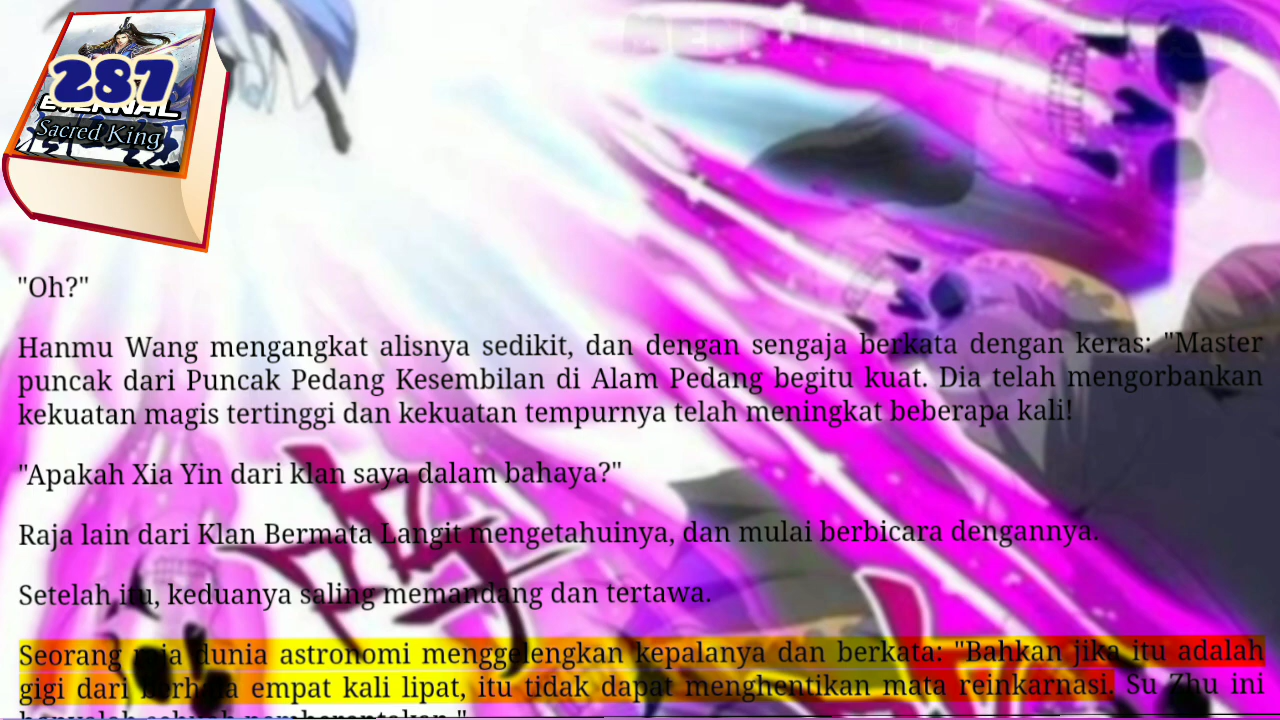 287
ETERNAL
Sacred King
"Oh?"
Hanmu Wang mengangkat alisnya sedikit, dan dengan sengaja berkata dengan keras: "Master
puncak dari Puncak Pedang Kesembilan di Alam Pedang begitu kuat. Dia telah mengorbankan
kekuatan magis tertinggi dan kekuatan tempurnya telah meningkat beberapa kali!
"Apakah Xia Yin dari klan saya dalam bahaya?"
Raja lain dari Klan Bermata Langit mengetahuinya, dan mulai berbicara dengannya.
Setelah itu, keduanya saling memandang dan tertawa.
Seorang raja dunia astronomi menggelengkan kepalanya dan berkata: "Bahkan jika itu adalah
gigi dari berhala empat kali lipat, itu tidak dapat menghentikan mata reinkarnasi. Su Zhu ini